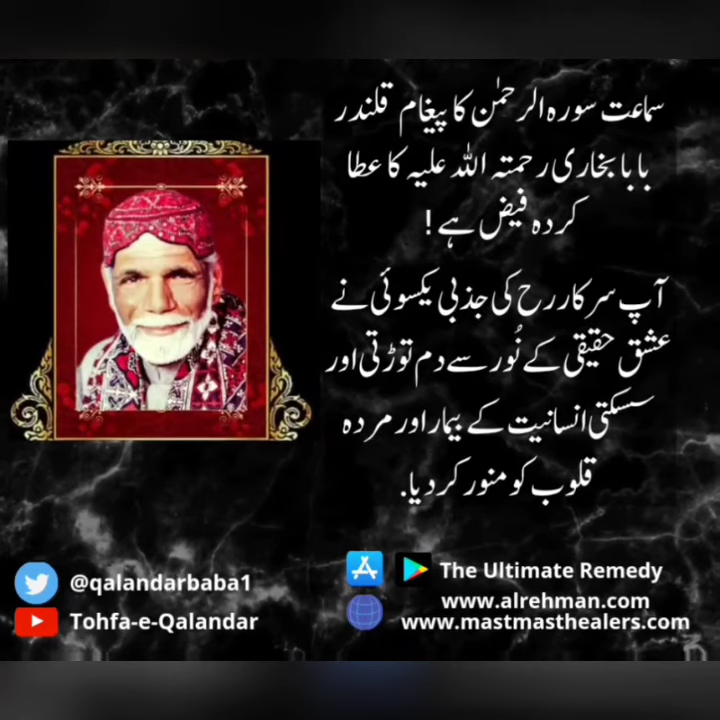 سماعت سورہ الرحمٰن کا پیغام قلندر
بابا بخاری رحمتہ اللہ علیہ کا عطا
کردہ فیض ہے!
آپ سرکار رح کی جذبی یکسوئی نے
عشق حقیقی کے نُور سے دم توڑتی اور
سسکتی انسانیت کے بیمار اور مردہ
قلوب کو منور کر دیا.
@qalandarbaba1
Tohfa-e-Qalandar
The Ultimate Remedy
www.alrehman.com
www.mastmasthealers.com